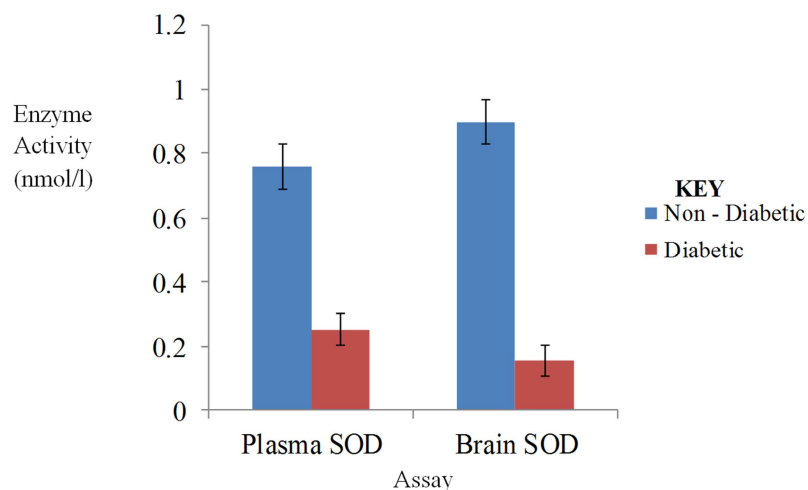 Enzyme
Activity
(nmol/l)
1.2
1
0.8
0.6
0.4
0.2
0
Plasma SOD
Brain SOD
Assay
KEY
Non - Diabetic
Diabetic